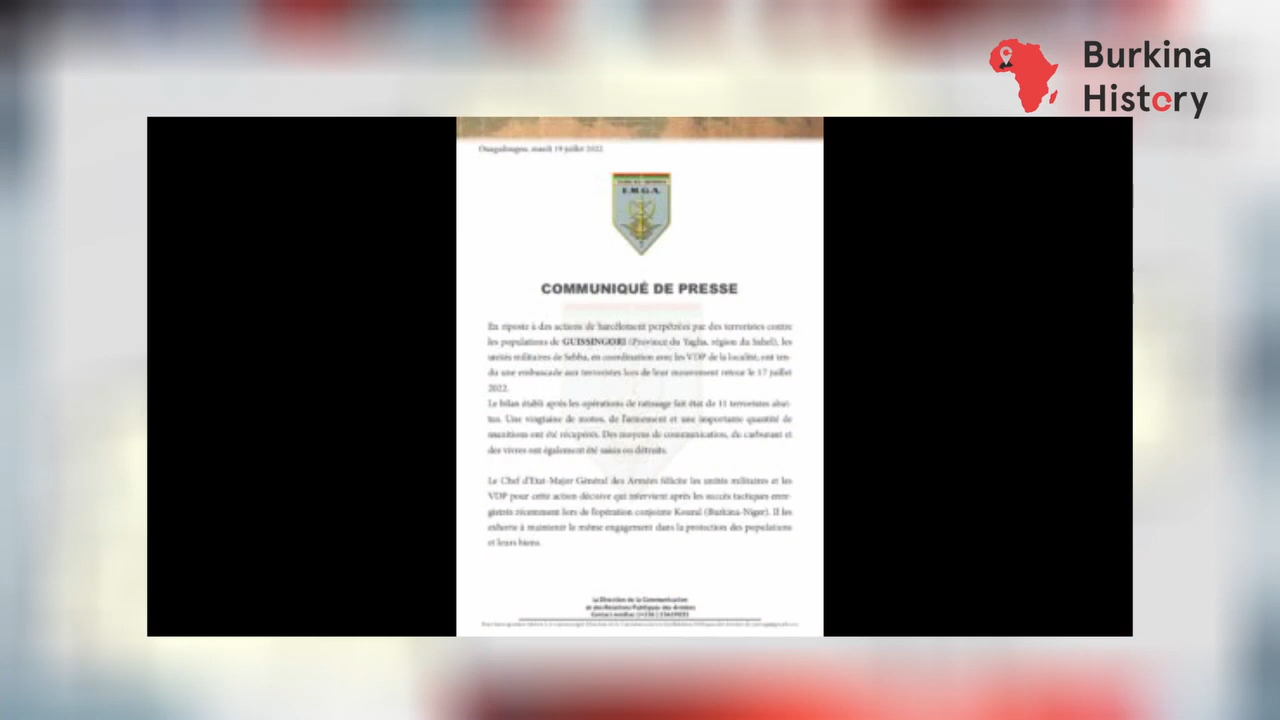 Burkina
History
Ouagadougou, mardi 19 juillet 2022
E.M.G.A.
COMMUNIQUÉ DE PRESSE
En riposte à des actions de harcèlement perpétrées par des terroristes contre
les populations de GUISSINGORI (Province du Yagha, région du Sahel), les
unités militaires de Sebba, en coordination avec les VDP de la localité, ont ten-
du une embuscade aux terroristes lors de leur mouvement retour le 17 juillet
2022.
Le bilan établi après les opérations de ratissage fait état de 11 terroristes abat-
tus. Une vingtaine de motos, de l'armement et une importante quantité de
munitions ont été récupérés. Des moyens de communication, du carburant et
des vivres ont également été saisis ou détruits.
Le Chef d'Etat-Major Général des Armées félicite les unités militaires et les
VDP pour cette action décisive qui intervient après les succès tactiques enre-
gistrés récemment lors de l'opération conjointe Koural (Burkina-Niger). Il les
exhorte à maintenir le même engagement dans la protection des populations
et leurs biens.
La Direction de la Communication
et des Relations Publiques des Armées